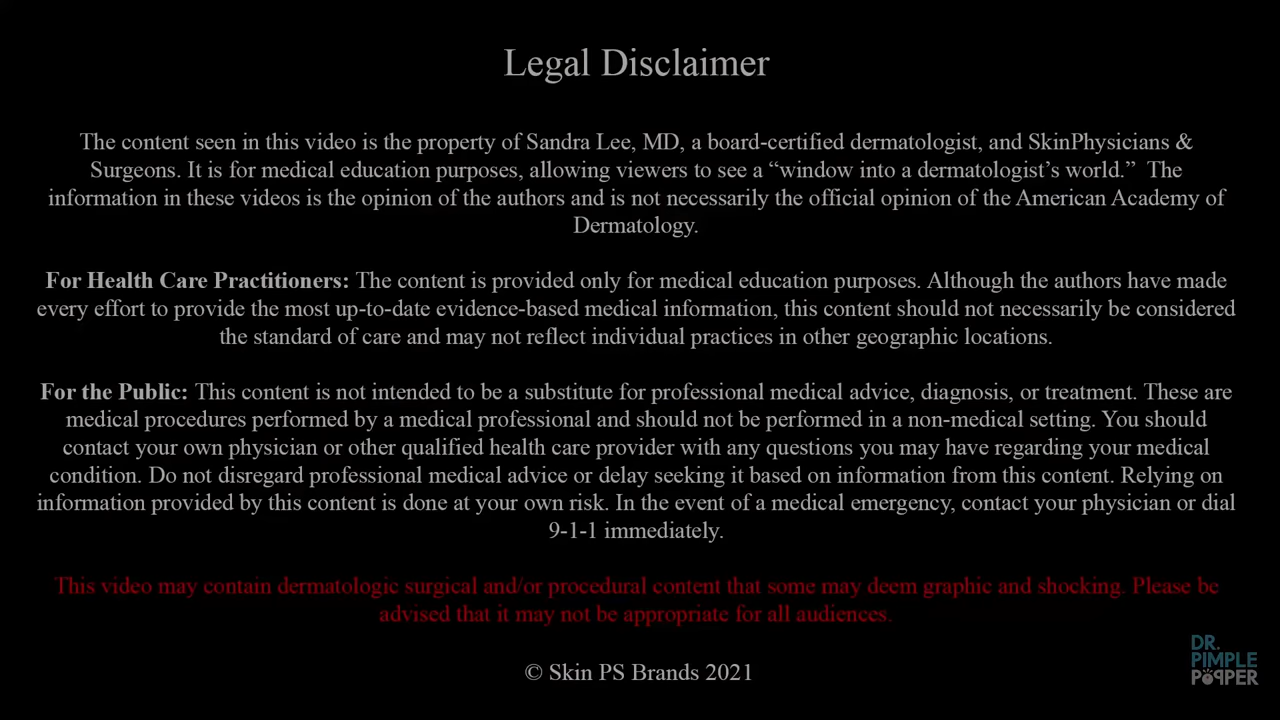 Legal Disclaimer
The content seen in this video is the property of Sandra Lee, MD, a board-certified dermatologist, and SkinPhysicians &
Surgeons. It is for medical education purposes, allowing viewers to see a “window into a dermatologist’s world.”  The
information in these videos is the opinion of the authors and is not necessarily the official opinion of the American Academy of
Dermatology.
For Health Care Practitioners: The content is provided only for medical education purposes. Although the authors have made
every effort to provide the most up-to-date evidence-based medical information, this content should not necessarily be considered
the standard of care and may not reflect individual practices in other geographic locations.
For the Public: This content is not intended to be a substitute for professional medical advice, diagnosis, or treatment. These are
medical procedures performed by a medical professional and should not be performed in a non-medical setting. You should
contact your own physician or other qualified health care provider with any questions you may have regarding your medical
condition. Do not disregard professional medical advice or delay seeking it based on information from this content. Relying on
information provided by this content is done at your own risk. In the event of a medical emergency, contact your physician or dial
9-1-1 immediately.
This video may contain dermatologic surgical and/or procedural content that some may deem graphic and shocking. Please be
advised that it may not be appropriate for all audiences.
© Skin PS Brands 2021
DR.
PIMPLE
POPPER